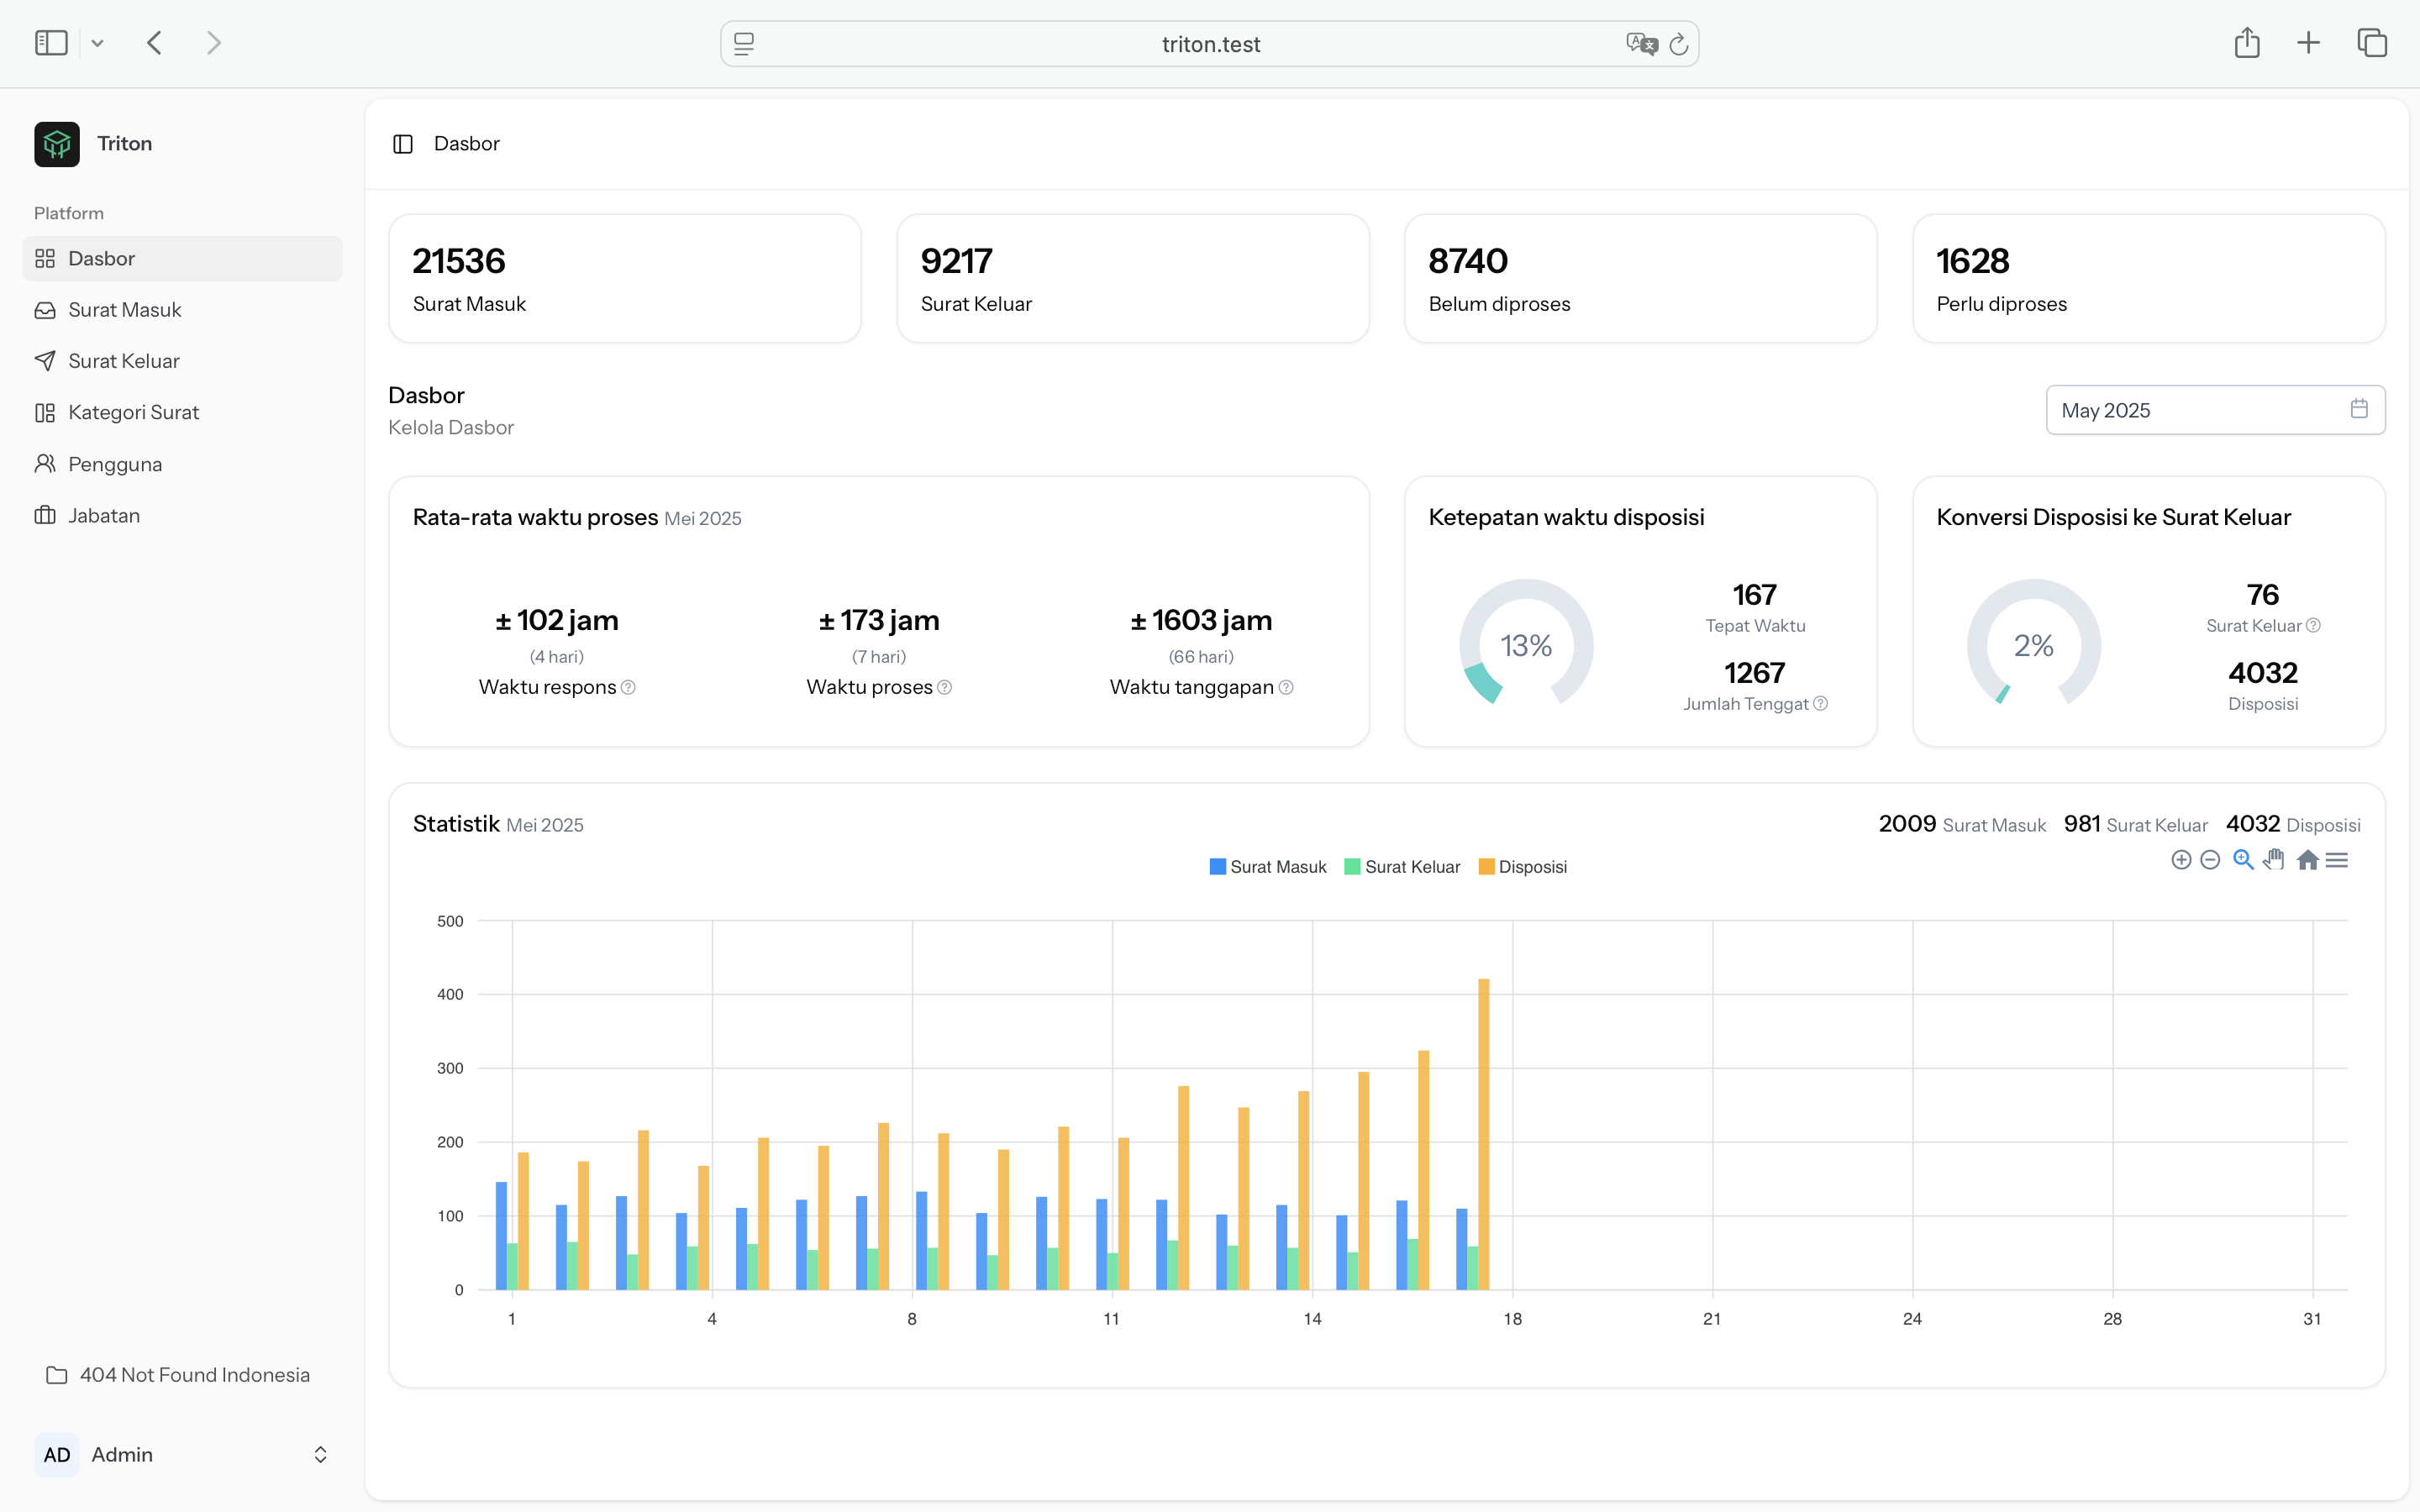 triton.test
Triton
Platform
Dasbor
Surat Masuk
Surat Keluar
Kategori Surat
Pengguna
Jabatan
404 Not Found Indonesia
AD Admin
Dasbor
21536
Surat Masuk
9217
Surat Keluar
8740
Belum diproses
1628
Perlu diproses
Dasbor
Kelola Dasbor
May 2025
Rata-rata waktu proses Mei 2025
± 102 jam
(4 hari)
Waktu respons
± 173 jam
(7 hari)
Waktu proses
± 1603 jam
(66 hari)
Waktu tanggapan
Ketepatan waktu disposisi
13%
167
Tepat Waktu
1267
Jumlah Tenggat
Konversi Disposisi ke Surat Keluar
2%
76
Surat Keluar
4032
Disposisi
Statistik Mei 2025
2009 Surat Masuk 981 Surat Keluar 4032 Disposisi
Surat Masuk Surat Keluar Disposisi
500
400
300
200
100
0
1 4 8 11 14 18 21 24 28 31